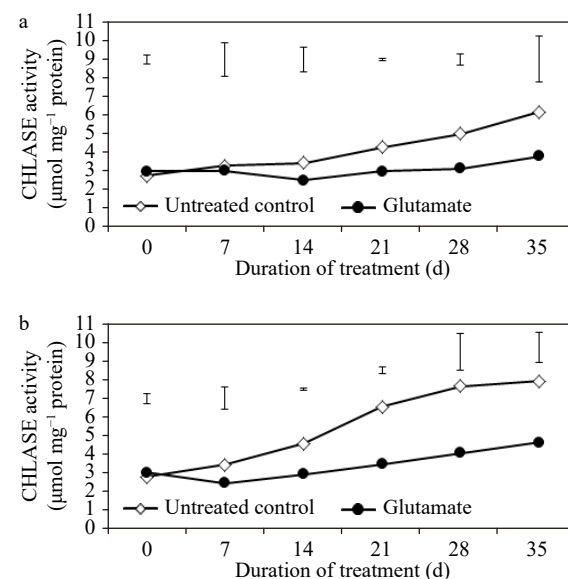 a
11
10
9
8
7
6
5
4
3
2
1
0
CHLASE activity
(μmol mg⁻¹ protein)
Untreated control Glutamate
0 7 14 21 28 35
Duration of treatment (d)
b
11
10
9
8
7
6
5
4
3
2
1
0
CHLASE activity
(μmol mg⁻¹ protein)
Untreated control Glutamate
0 7 14 21 28 35
Duration of treatment (d)